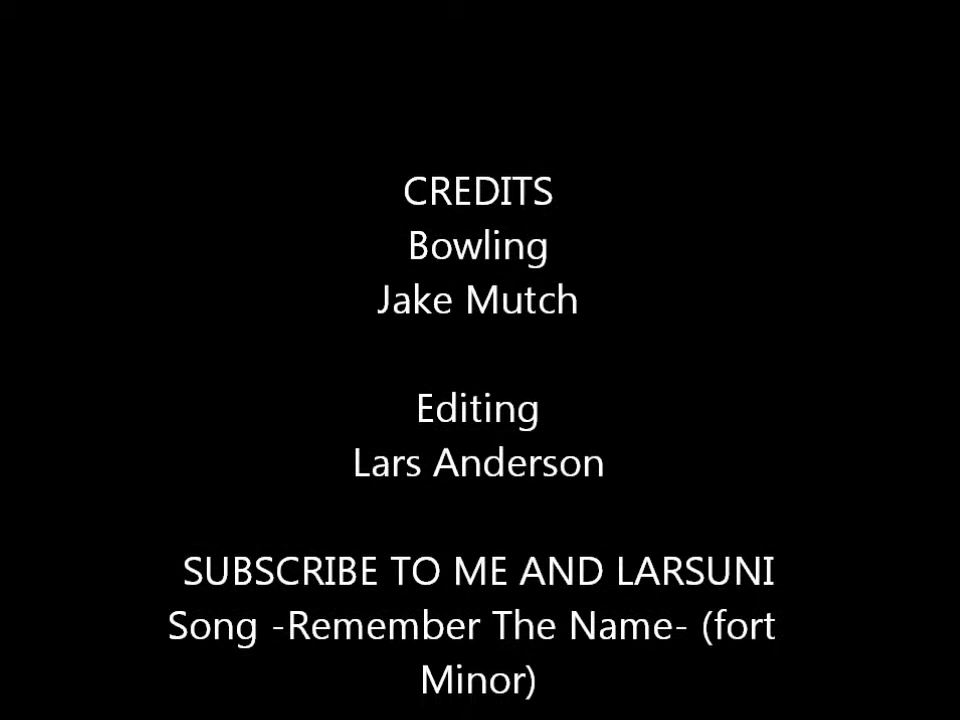 CREDITS
Bowling
Jake Mutch
Editing
Lars Anderson
SUBSCRIBE TO ME AND LARSUNI
Song -Remember The Name- (fort
Minor)